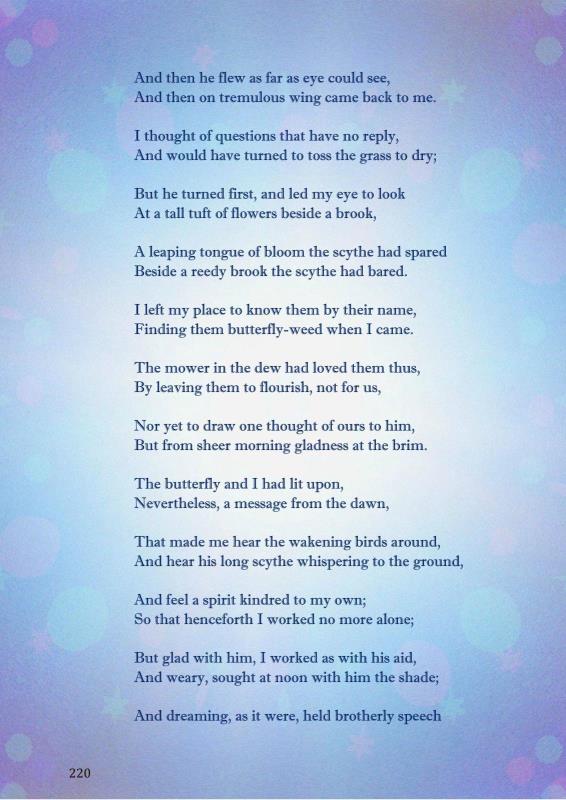 And then he flew as far as eye could see,
And then on tremulous wing came back to me.
I thought of questions that have no reply,
And would have turned to toss the grass to dry;
But he turned first, and led my eye to look
At a tall tuft of flowers beside a brook,
A leaping tongue of bloom the scythe had spared
Beside a reedy brook the scythe had bared.
I left my place to know them by their name,
Finding them butterfly-weed when I came.
The mower in the dew had loved them thus,
By leaving them to flourish, not for us,
Nor yet to draw one thought of ours to him,
But from sheer morning gladness at the brim.
The butterfly and I had lit upon,
Nevertheless, a message from the dawn,
That made me hear the wakening birds around,
And hear his long scythe whispering to the ground,
And feel a spirit kindred to my own;
So that henceforth I worked no more alone;
But glad with him, I worked as with his aid,
And weary, sought at noon with him the shade;
And dreaming, as it were, held brotherly speech
220